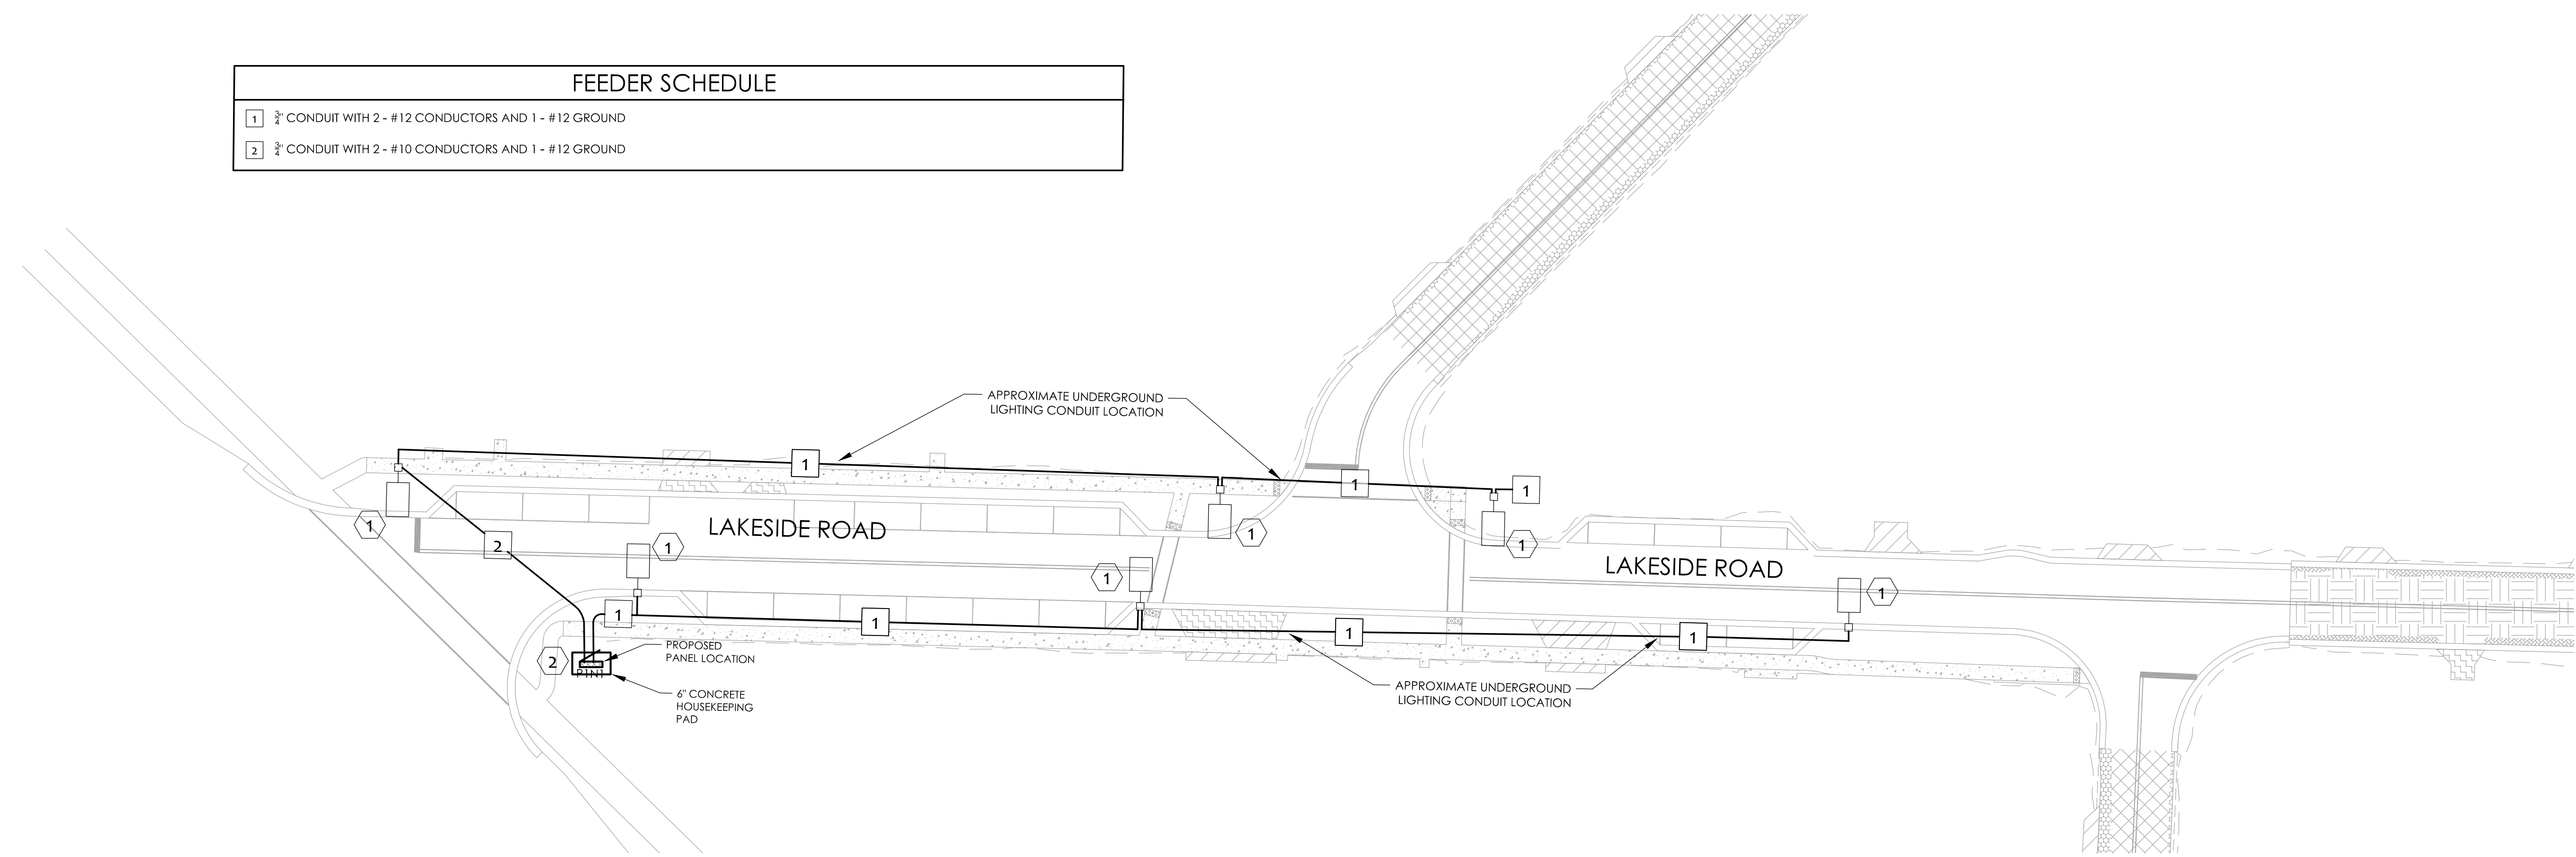 FEEDER SCHEDULE
1 3/4" CONDUIT WITH 2 - #12 CONDUCTORS AND 1 - #12 GROUND
2 3/4" CONDUIT WITH 2 - #10 CONDUCTORS AND 1 - #12 GROUND
APPROXIMATE UNDERGROUND
LIGHTING CONDUIT LOCATION
1
1
1
1
LAKESIDE ROAD
1
1
2
1
1
LAKESIDE ROAD
1
1
1
1
1
2
PROPOSED
PANEL LOCATION
P1N1
6" CONCRETE
HOUSEKEEPING
PAD
APPROXIMATE UNDERGROUND
LIGHTING CONDUIT LOCATION